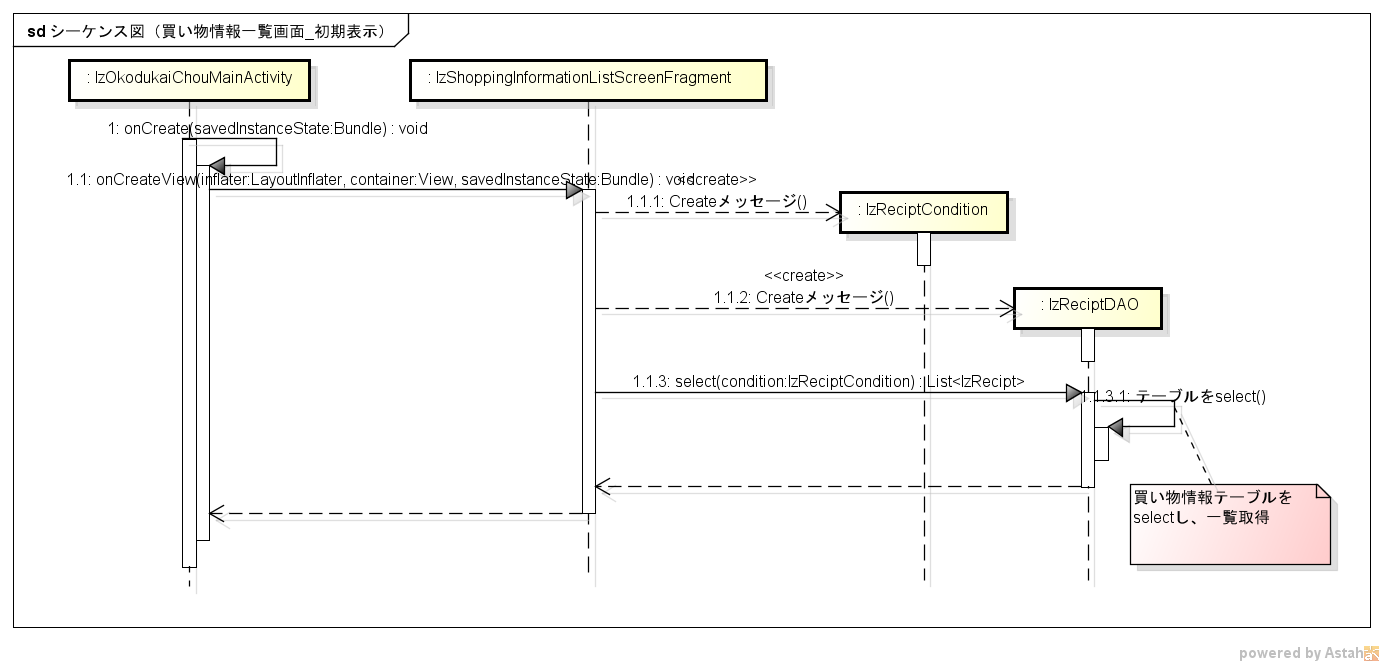 sd シーケンス図（買い物情報一覧画面_初期表示）
: IzOkodukaiChouMainActivity
: IzShoppingInformationListScreenFragment
1: onCreate(savedInstanceState:Bundle) : void
1.1: onCreateView(inflater:LayoutInflater, container:View, savedInstanceState:Bundle) : void
<<create>>
1.1.1: Createメッセージ()
: IzReciptCondition
<<create>>
1.1.2: Createメッセージ()
: IzReciptDAO
1.1.3: select(condition:IzReciptCondition) : List<IzRecipt>
1.1.3.1: テーブルをselect()
買い物情報テーブルを
selectし、一覧取得
powered by Astah